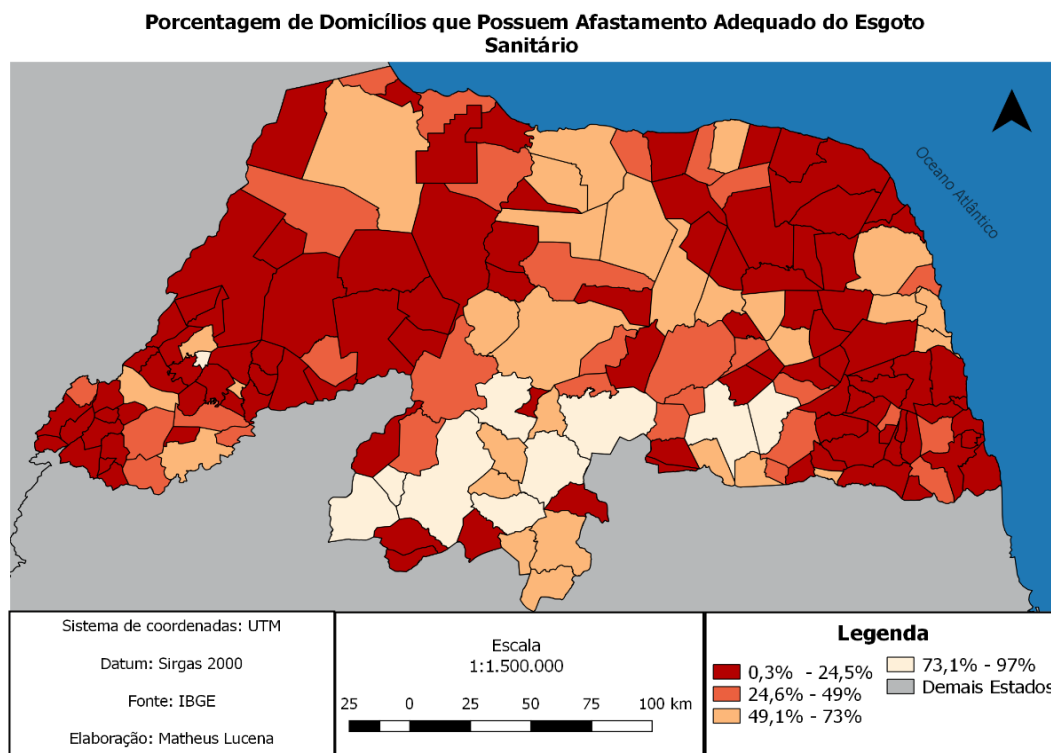 Porcentagem de Domicílios que Possuem Afastamento Adequado do Esgoto
Sanitário
Oceano Atlântico
Sistema de coordenadas: UTM
Datum: Sirgas 2000
Fonte: IBGE
Elaboração: Matheus Lucena
Escala
1:1.500.000
25 0 25 50 75 100 km
Legenda
0,3% - 24,5%
24,6% - 49%
49,1% - 73%
73,1% - 97%
Demais Estados